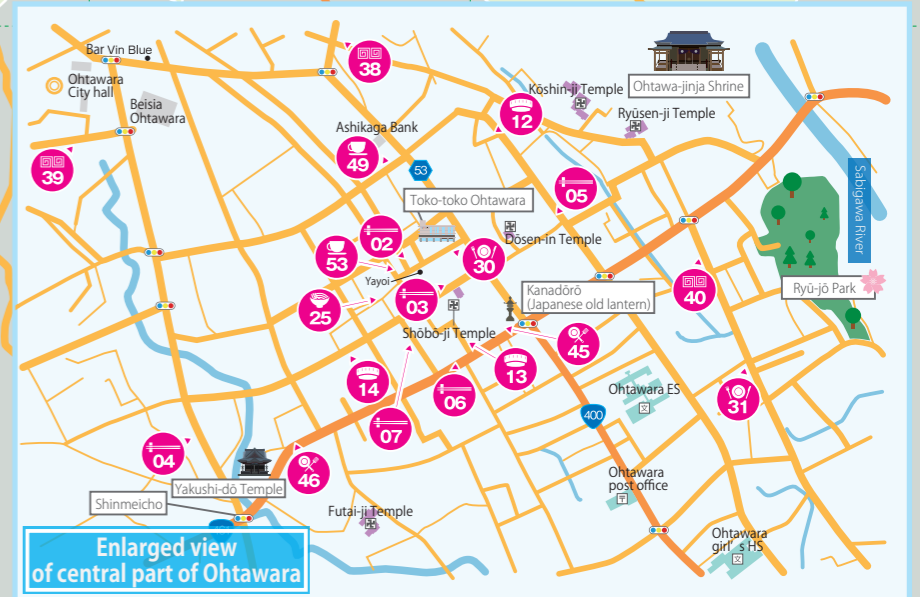 Bar Vin Blue
Ohtawara
City hall
Beisia
Ohtawara
38
39
Ashikaga Bank
49
53
12
Kōshin-ji Temple
Ryūsen-ji Temple
Ohtawa-jinja Shrine
05
Toko-toko Ohtawara
Dōsen-in Temple
02
53
Yayoi
25
03
30
Shōbō-ji Temple
Kanadōrō
(Japanese old lantern)
45
40
Sabigawa River
Ryū-jō Park
14
07
06
13
Ohtawara ES
文
400
31
04
46
Yakushi-dō Temple
Shinmeicho
Futai-ji Temple
Ohtawara
post office
〒
Ohtawara
girl's HS
文
Enlarged view
of central part of Ohtawara